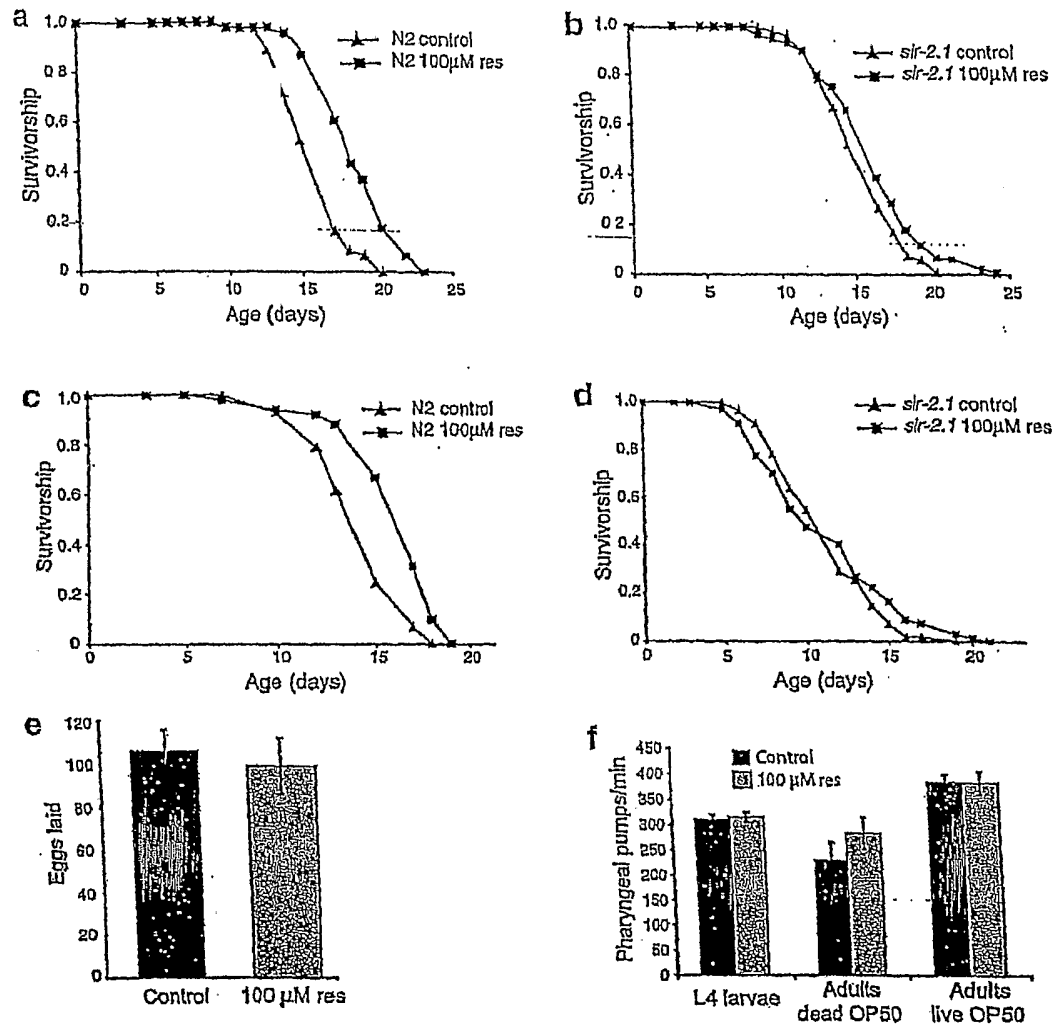 a
N2 control
N2 100µM res
Survivorship
1.0
0.8
0.6
0.4
0.2
0
0 5 10 15 20 25
Age (days)
b
sir-2.1 control
sir-2.1 100µM res
Survivorship
1.0
0.8
0.6
0.4
0.2
0
0 5 10 15 20 25
Age (days)
c
N2 control
N2 100µM res
Survivorship
1.0
0.8
0.6
0.4
0.2
0
0 5 10 15 20
Age (days)
d
sir-2.1 control
sir-2.1 100µM res
Survivorship
1.0
0.8
0.6
0.4
0.2
0
0 5 10 15 20
Age (days)
e
Eggs laid
120
100
80
60
40
20
0
Control 100 µM res
f
Control
100 µM res
Pharyngeal pumps/min
450
400
350
300
250
200
150
100
50
0
L4 larvae
Adults
dead OP50
Adults
live OP50